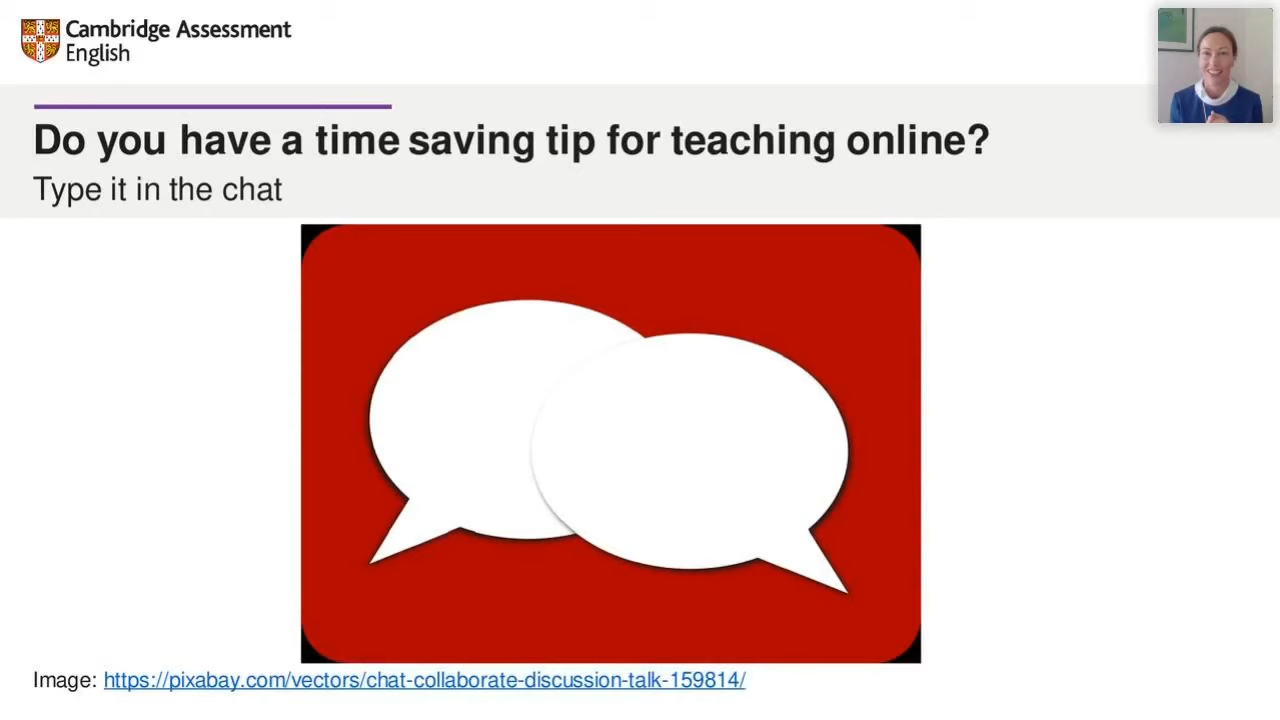 Cambridge Assessment
English
Do you have a time saving tip for teaching online?
Type it in the chat
Image: https://pixabay.com/vectors/chat-collaborate-discussion-talk-159814/